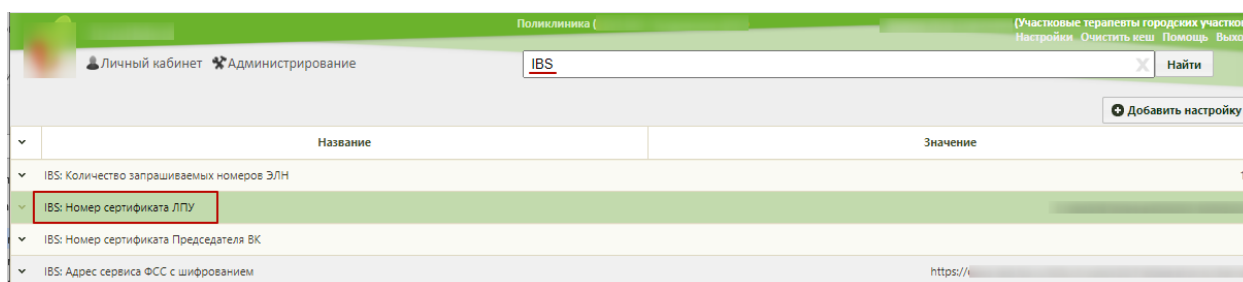 Поликлиника (
(Участковые терапевты городских участков
Настройки Очистить кеш Помощь Выхо
Личный кабинет Администрирование
IBS
X
Найти
Добавить настройку
Название Значение
IBS: Количество запрашиваемых номеров ЭЛН 1
IBS: Номер сертификата ЛПУ
IBS: Номер сертификата Председателя ВК
IBS: Адрес сервиса ФСС с шифрованием https://